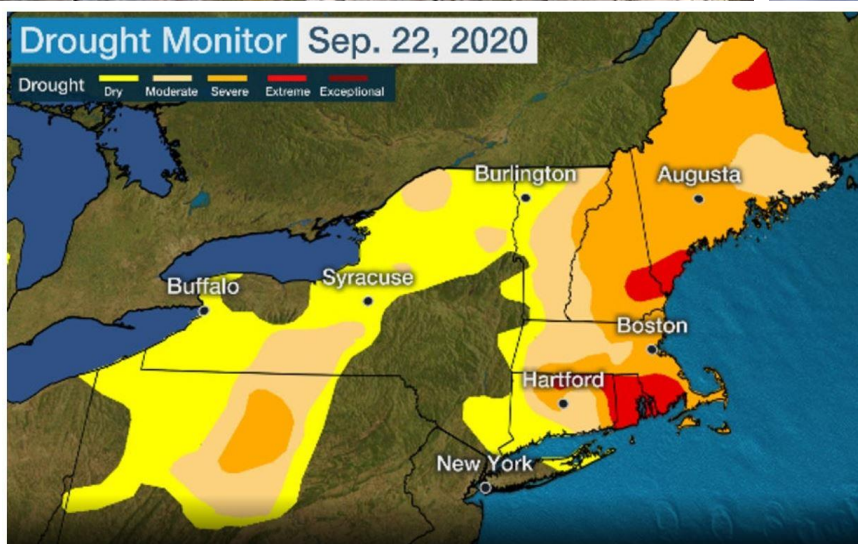 Drought Monitor Sep. 22, 2020
Drought Dry Moderate Severe Extreme Exceptional
Burlington
Augusta
Buffalo
Syracuse
Boston
Hartford
New York